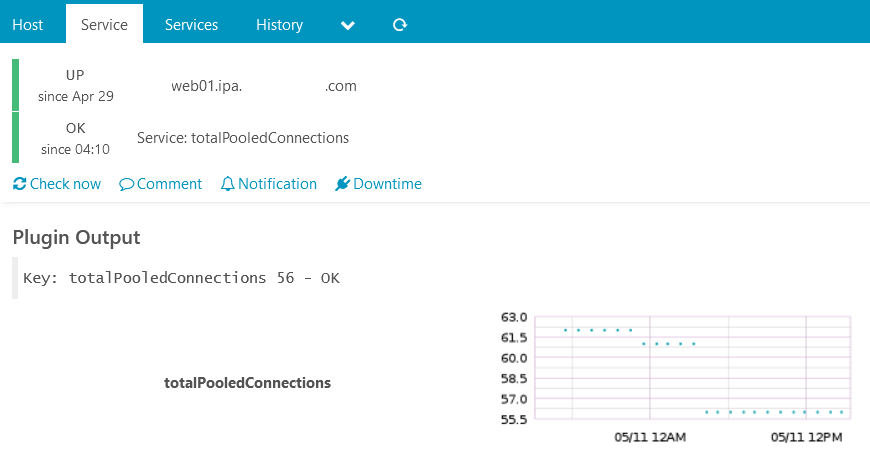 Host Service Services History
UP
since Apr 29
web01.ipa. .com
OK
since 04:10
Service: totalPooledConnections
Check now Comment Notification Downtime
Plugin Output
Key: totalPooledConnections 56 - OK
totalPooledConnections
63.0
61.5
60.0
58.5
57.0
55.5
05/11 12AM 05/11 12PM